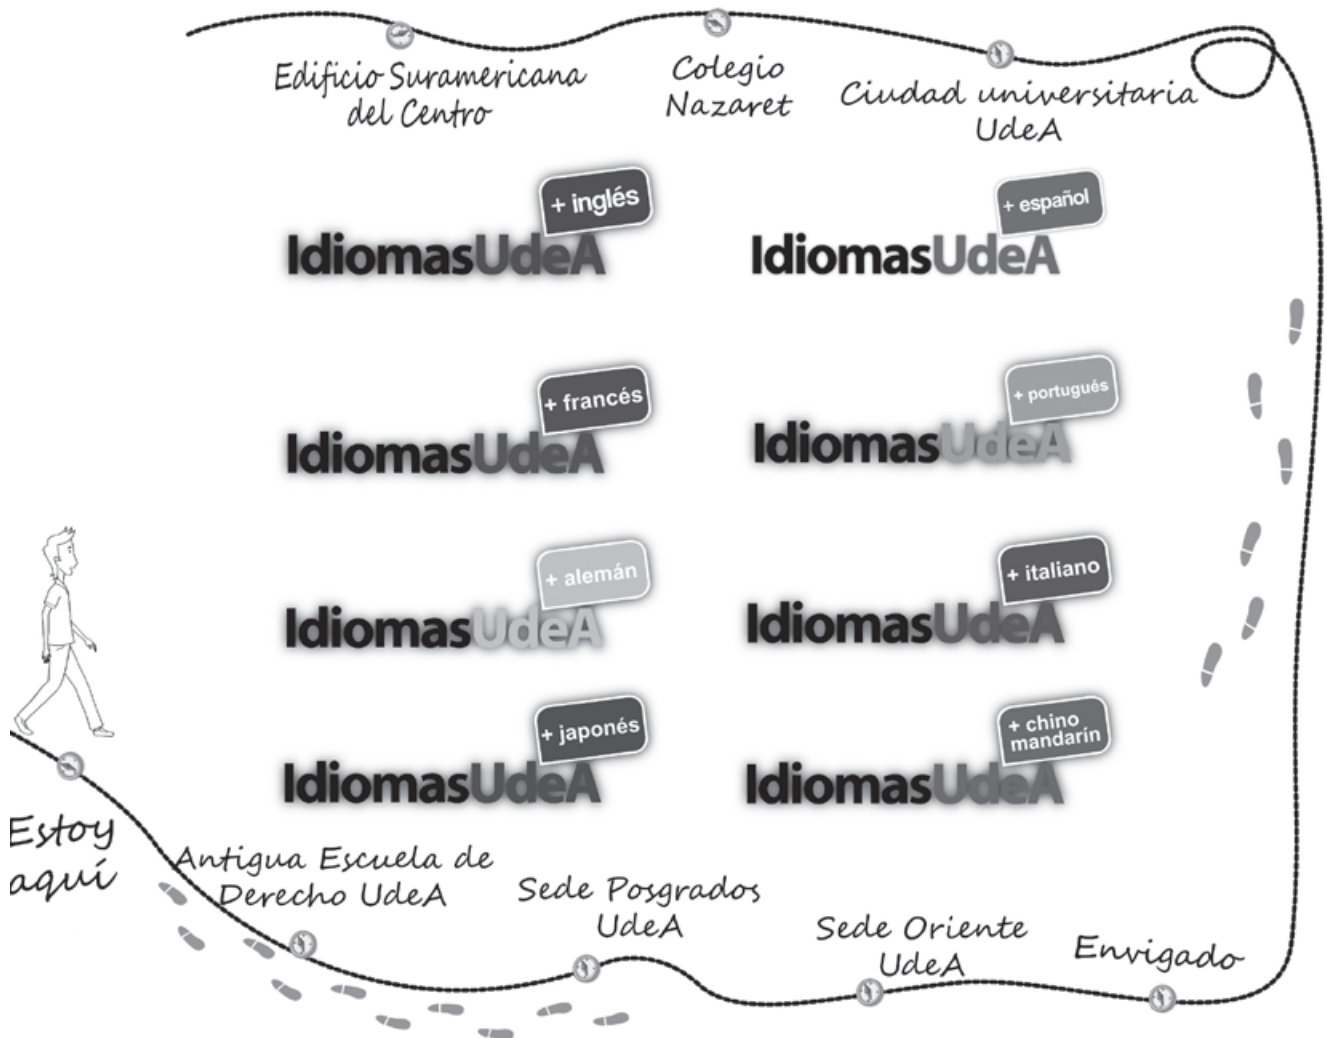 Edificio Suramericana
del Centro
Colegio
Nazaret
Ciudad universitaria
UdeA
+ inglés
IdiomasUdeA
+ español
IdiomasUdeA
+ francés
IdiomasUdeA
+ portugués
IdiomasUdeA
+ alemán
IdiomasUdeA
+ italiano
IdiomasUdeA
+ japonés
IdiomasUdeA
+ chino
mandarín
IdiomasUdeA
Estoy
aquí
Antigua Escuela de
Derecho UdeA
Sede Posgrados
UdeA
Sede Oriente
UdeA
Envigado